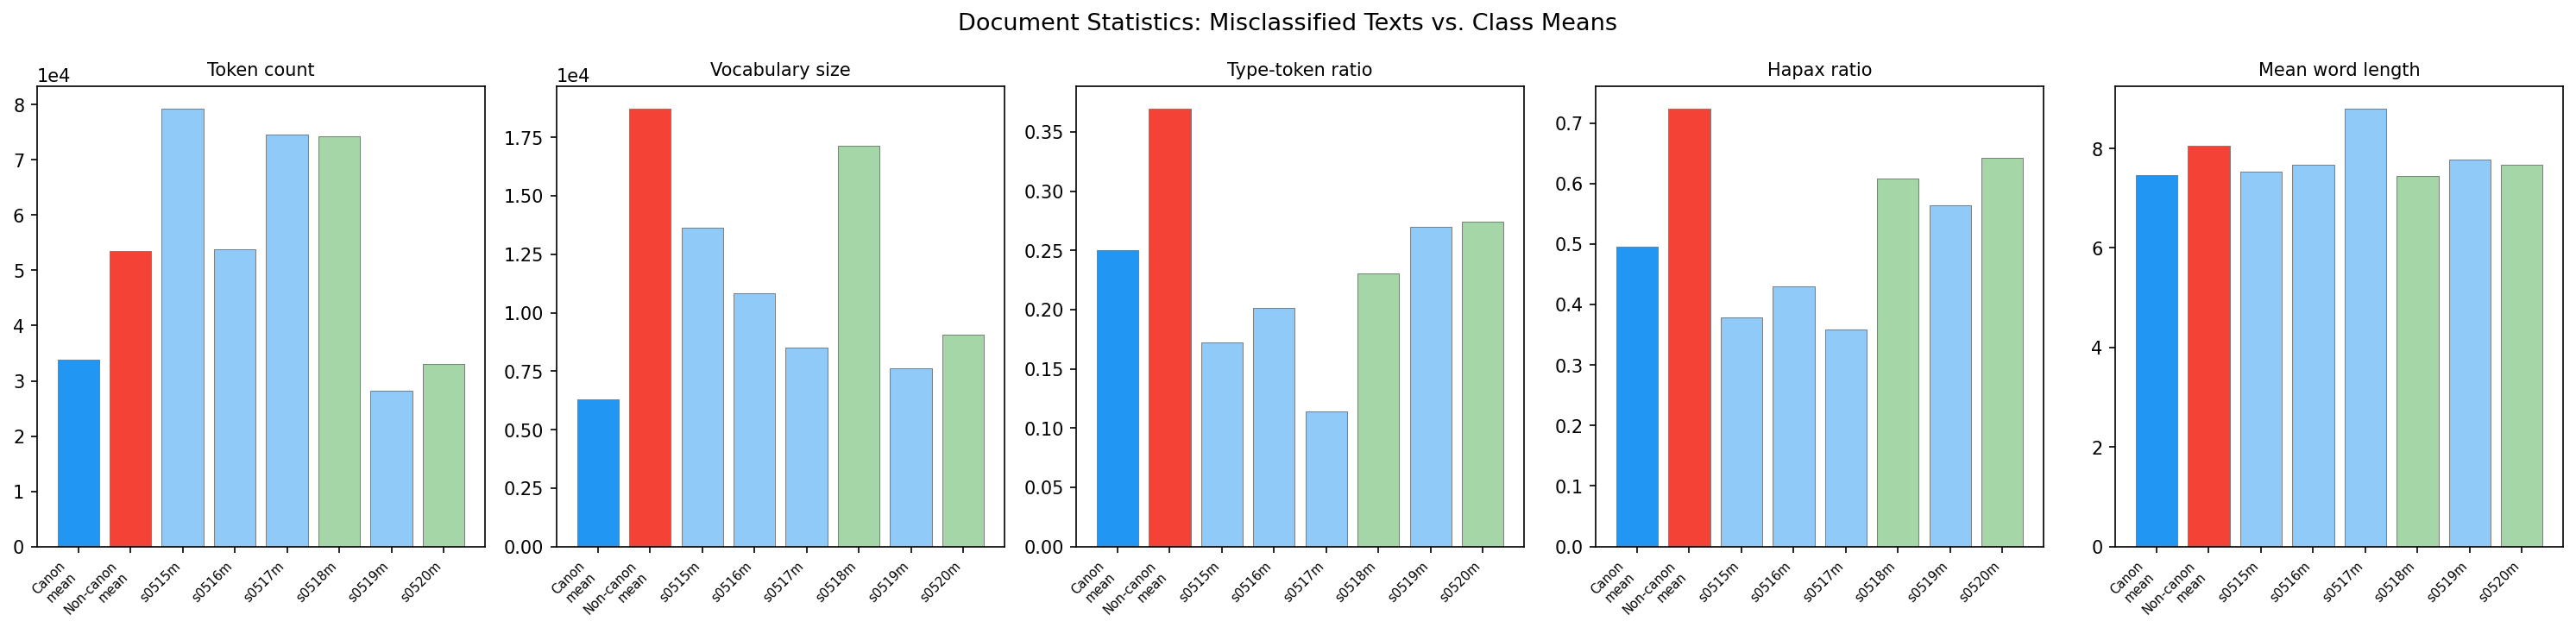 Document Statistics: Misclassified Texts vs. Class Means
Token count
1e4
8
7
6
5
4
3
2
1
0
Canon
mean
Non-canon
mean
s0515m
s0516m
s0517m
s0518m
s0519m
s0520m
Vocabulary size
1e4
1.75
1.50
1.25
1.00
0.75
0.50
0.25
0.00
Canon
mean
Non-canon
mean
s0515m
s0516m
s0517m
s0518m
s0519m
s0520m
Type-token ratio
0.35
0.30
0.25
0.20
0.15
0.10
0.05
0.00
Canon
mean
Non-canon
mean
s0515m
s0516m
s0517m
s0518m
s0519m
s0520m
Hapax ratio
0.7
0.6
0.5
0.4
0.3
0.2
0.1
0.0
Canon
mean
Non-canon
mean
s0515m
s0516m
s0517m
s0518m
s0519m
s0520m
Mean word length
8
6
4
2
0
Canon
mean
Non-canon
mean
s0515m
s0516m
s0517m
s0518m
s0519m
s0520m